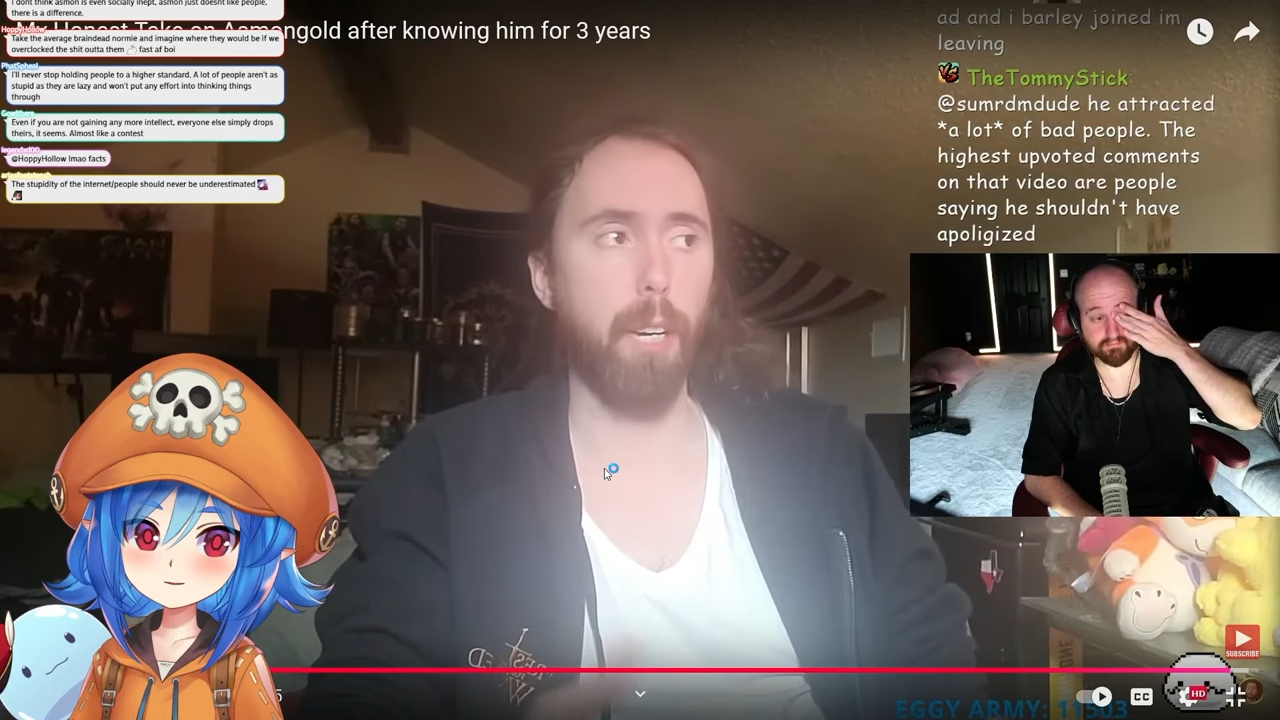 I dont think asmon is even socially inept, asmon just doesnt like people,
there is a difference.
HoppyHollow
Take the average braindead normie and imagine where they would be if we
overclocked the shit outta them fast af boi
I'll never stop holding people to a higher standard. A lot of people aren't as
stupid as they are lazy and won't put any effort into thinking things
through
Even if you are not gaining any more intellect, everyone else simply drops
theirs, it seems. Almost like a contest
@HoppyHollow lmao facts
The stupidity of the internet/people should never be underestimated
My Honest Take on Asmongold after knowing him for 3 years
ad and i barley joined im
leaving
TheTommyStick:
@sumrdmdude he attracted
*a lot* of bad people. The
highest upvoted comments
on that video are people
saying he shouldn't have
apoligized
SUBSCRIBE
CC
HD
EGGY ARMY: 11503